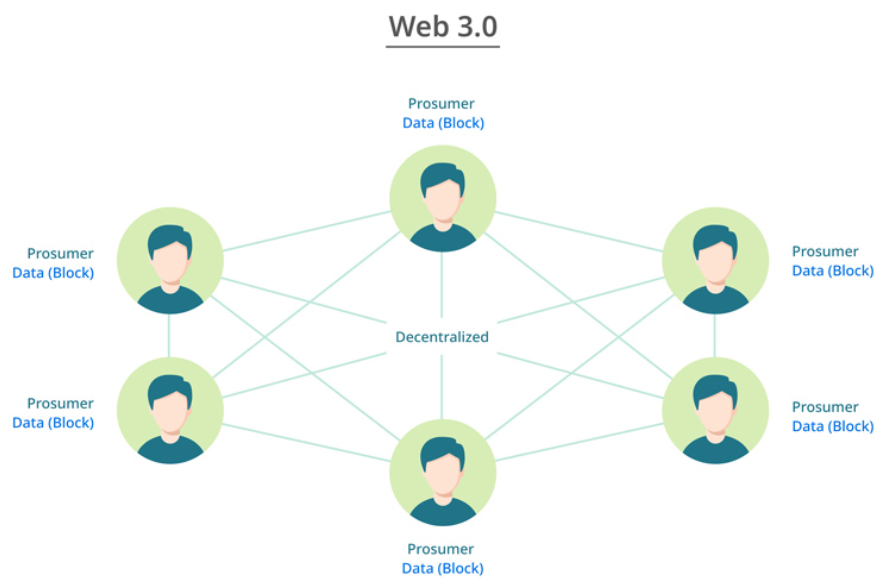 Web 3.0
Prosumer
Data (Block)
Prosumer
Data (Block)
Prosumer
Data (Block)
Decentralized
Prosumer
Data (Block)
Prosumer
Data (Block)
Prosumer
Data (Block)